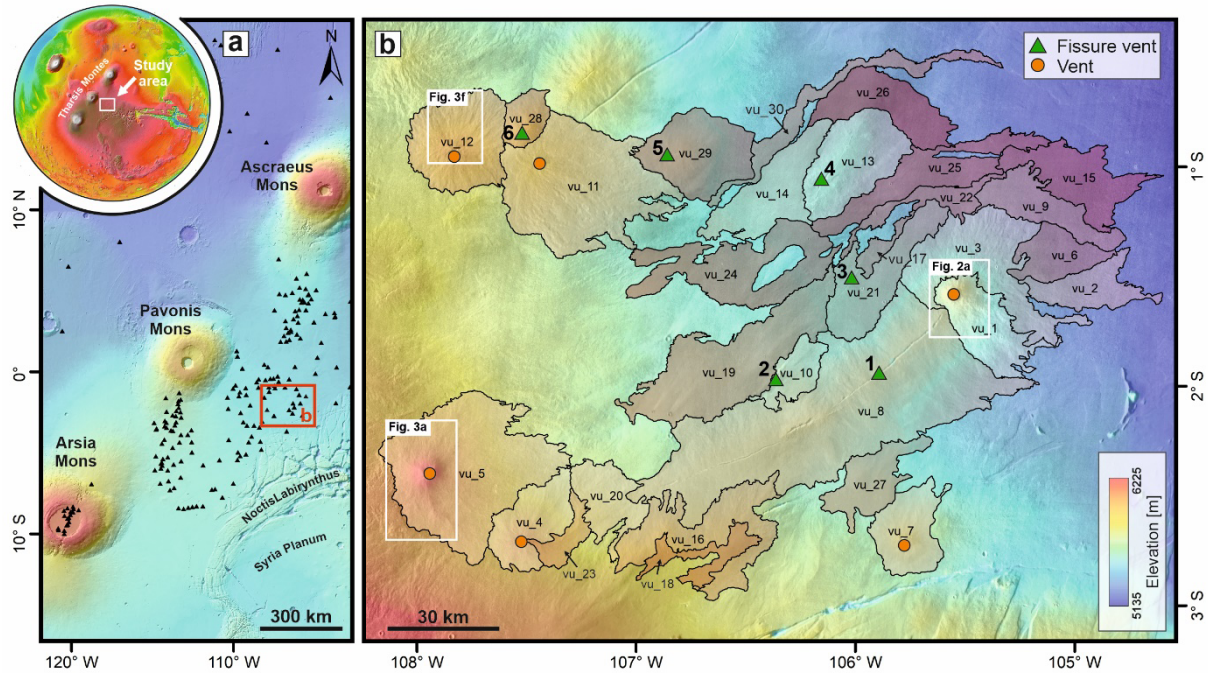 a
N
Study
area
Tharsis Montes
Ascraeus
Mons
Pavonis
Mons
Arsia
Mons
b
NoctisLabirynthus
Syria Planum
300 km
10° N
0°
10° S
120° W
110° W
b
Fissure vent
Vent
Fig. 3f
vu_28
6
vu_12
vu_11
5
vu_29
vu_30
vu_26
4
vu_13
vu_14
vu_25
vu_15
vu_22
vu_9
vu_3
vu_17
vu_6
vu_24
3
vu_21
Fig. 2a
vu_2
vu_1
vu_19
2
vu_10
1
vu_8
Fig. 3a
vu_5
vu_20
vu_27
vu_4
vu_16
vu_7
vu_23
vu_18
30 km
Elevation [m]
6225
5135
1° S
2° S
3° S
108° W
107° W
106° W
105° W